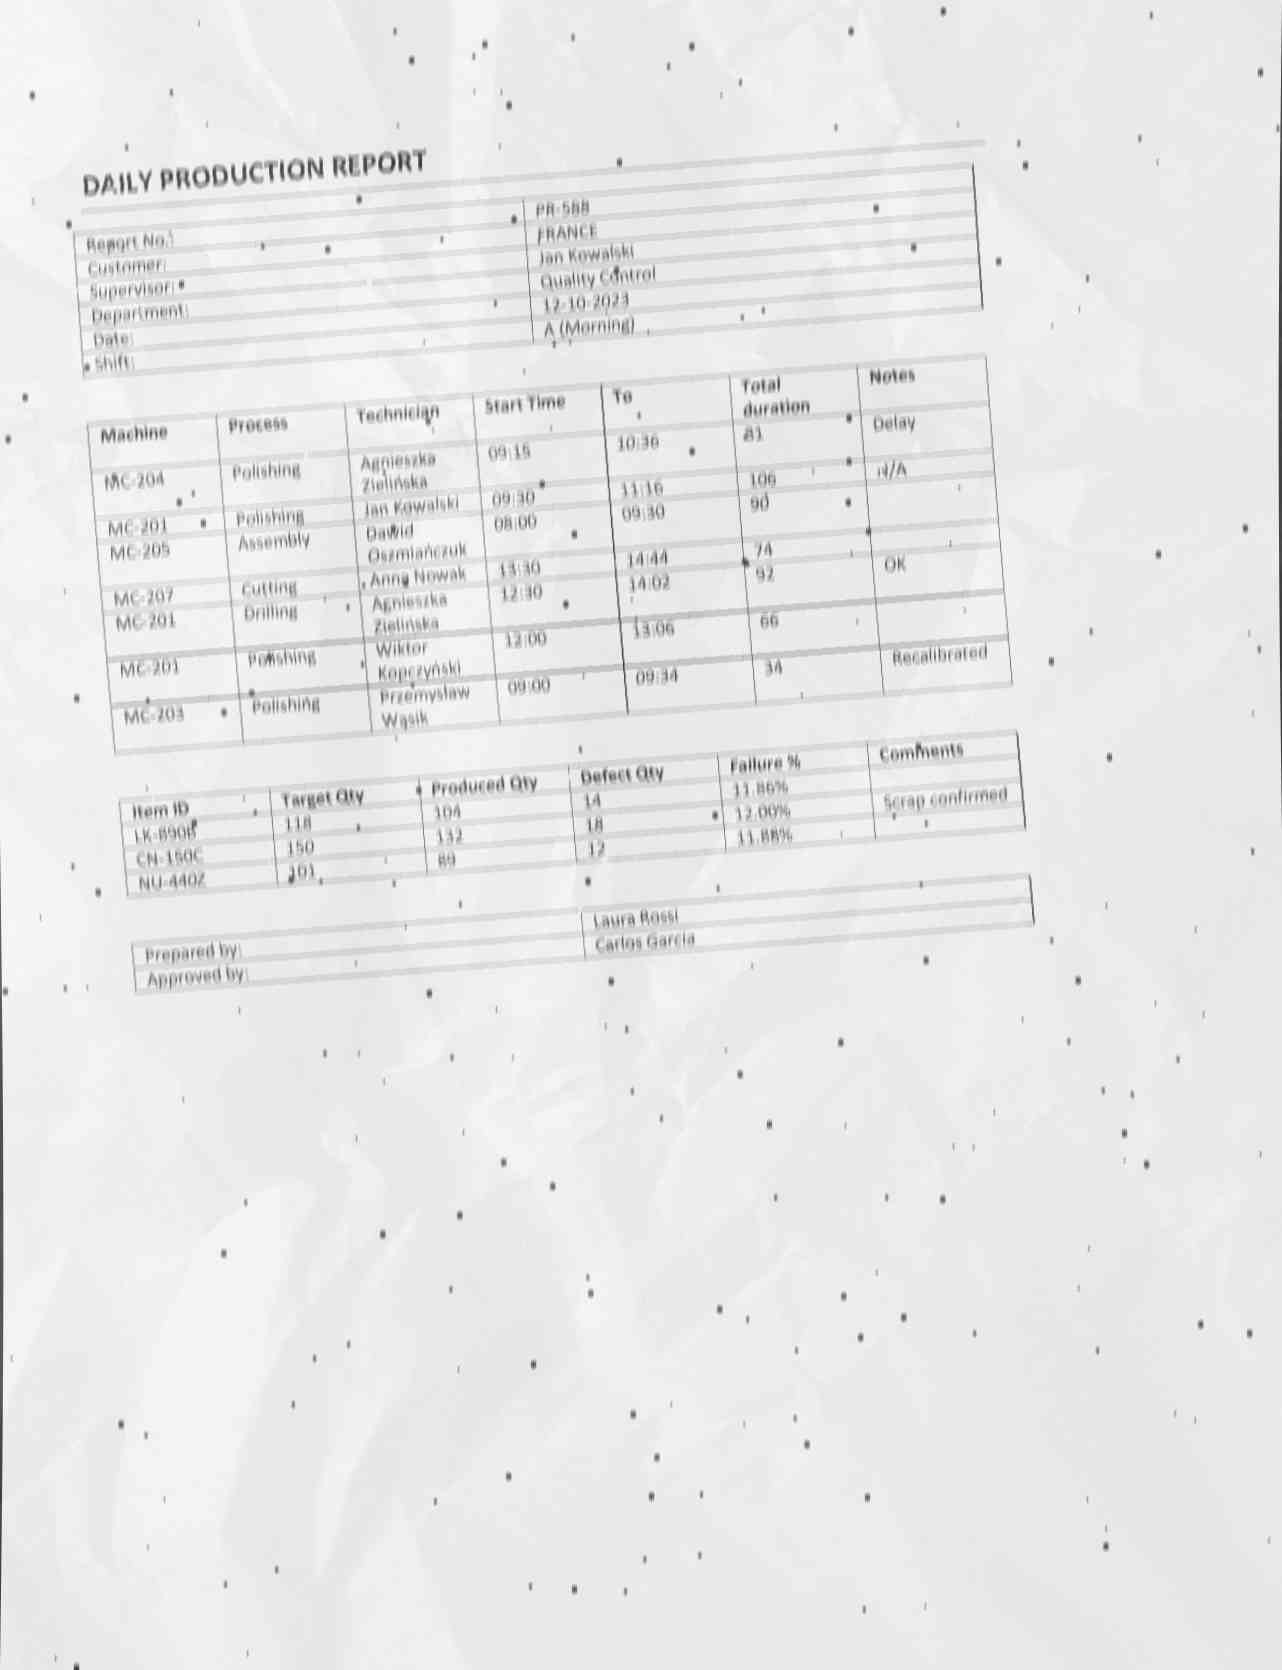 DAILY PRODUCTION REPORT
Report No.: PR-588
Customer: FRANCE
Supervisor: Jan Kowalski
Department: Quality Control
Date: 12-10-2023
Shift: A (Morning)
Machine Process Technician Start Time To Total duration Notes
MC-204 Polishing Agnieszka Zielińska 09:15 10:36 81 Delay
MC-201 Polishing Jan Kowalski 09:30 11:16 106 N/A
MC-205 Assembly Dawid Oszmiańczuk 08:00 09:30 90
MC-207 Cutting Anna Nowak 13:30 14:44 74
MC-201 Drilling Agnieszka Zielińska 12:30 14:02 92 OK
MC-201 Polishing Wiktor Kopczyński 12:00 13:06 66
MC-203 Polishing Przemysław Wąsik 09:00 09:34 34 Recalibrated
Item ID Target Qty Produced Qty Defect Qty Failure % Comments
LK-890B 118 104 14 11.86%
CN-150C 150 132 18 12.00% Scrap confirmed
NU-440Z 101 89 12 11.88%
Prepared by: Laura Rossi
Approved by: Carlos Garcia